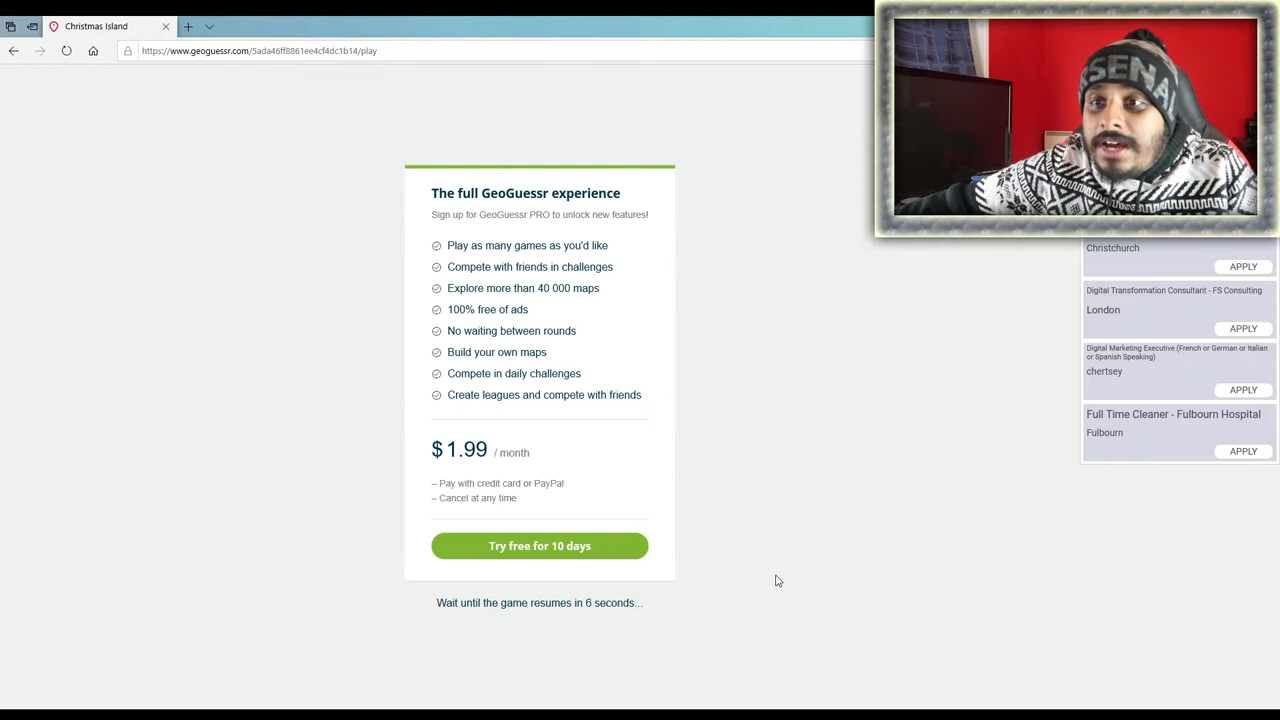 Christmas Island
https://www.geoguessr.com/5ada46ff8861ee4cf4dc1b14/play
ARSENAL
The full GeoGuessr experience
Sign up for GeoGuessr PRO to unlock new features!
Play as many games as you'd like
Compete with friends in challenges
Explore more than 40 000 maps
100% free of ads
No waiting between rounds
Build your own maps
Compete in daily challenges
Create leagues and compete with friends
$ 1.99 / month
– Pay with credit card or PayPal
– Cancel at any time
Try free for 10 days
Wait until the game resumes in 6 seconds...
Christchurch
APPLY
Digital Transformation Consultant - FS Consulting
London
APPLY
Digital Marketing Executive (French or German or Italian
or Spanish Speaking)
chertsey
APPLY
Full Time Cleaner - Fulbourn Hospital
Fulbourn
APPLY